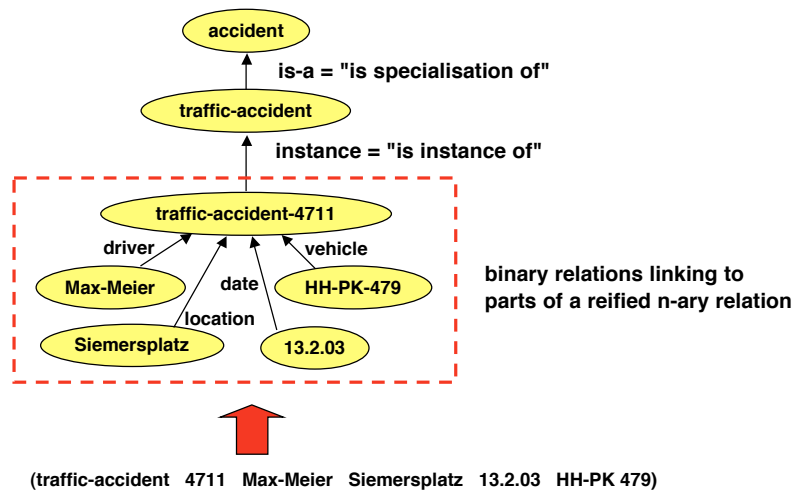 accident
is-a = "is specialisation of"
traffic-accident
instance = "is instance of"
traffic-accident-4711
driver
vehicle
Max-Meier
date
HH-PK-479
binary relations linking to
parts of a reified n-ary relation
location
Siemersplatz
13.2.03
(traffic-accident 4711 Max-Meier Siemersplatz 13.2.03 HH-PK 479)